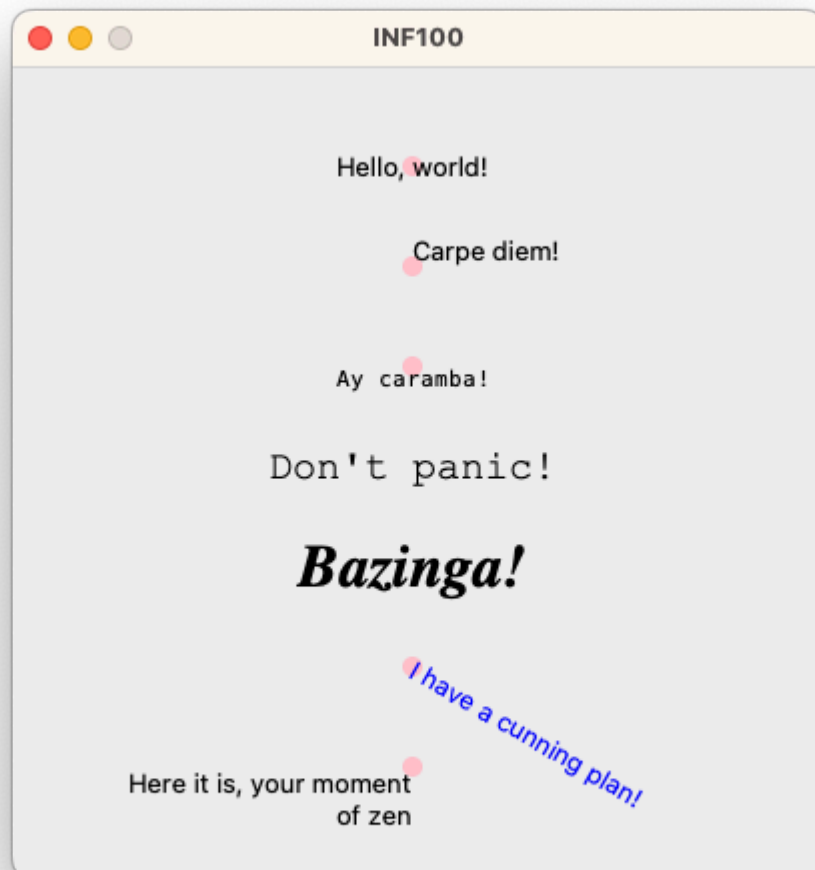 INF100
Hello, world!
Carpe diem!
Ay caramba!
Don't panic!
Bazinga!
I have a cunning plan!
Here it is, your moment
of zen